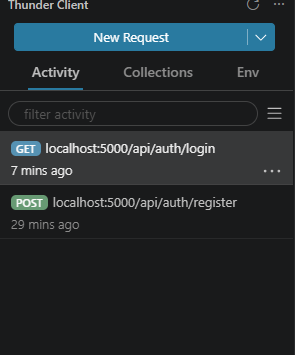 Thunder Client
New Request
Activity Collections Env
filter activity
GET localhost:5000/api/auth/login
7 mins ago
POST localhost:5000/api/auth/register
29 mins ago